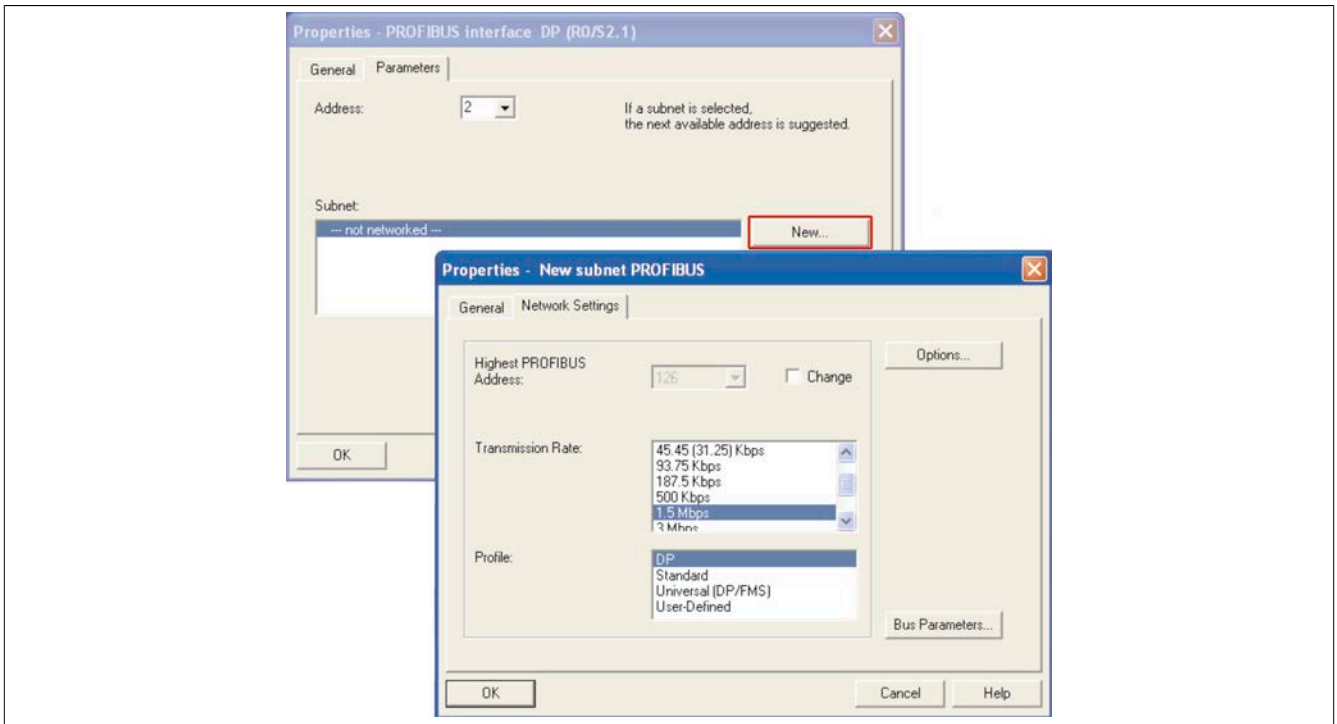 Properties - PROFIBUS interface DP (R0/S2.1)
General Parameters
Address: 2
If a subnet is selected,
the next available address is suggested.
Subnet:
--- not networked ---
New...
OK
Properties - New subnet PROFIBUS
General Network Settings
Highest PROFIBUS
Address:
126
Change
Options...
Transmission Rate:
45.45 (31.25) Kbps
93.75 Kbps
187.5 Kbps
500 Kbps
1.5 Mbps
3 Mbps
Profile:
DP
Standard
Universal (DP/FMS)
User-Defined
Bus Parameters...
OK
Cancel
Help